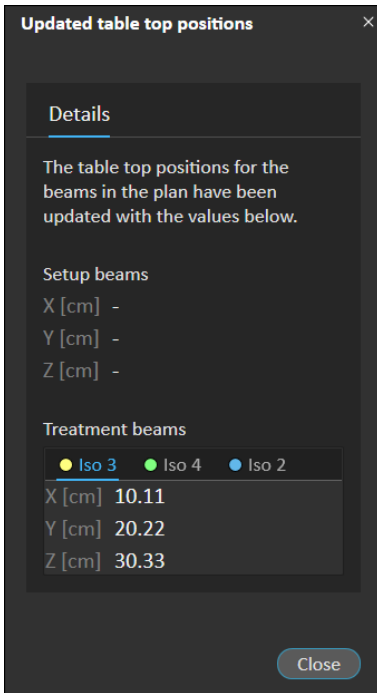 Updated table top positions ×
Details
The table top positions for the
beams in the plan have been
updated with the values below.
Setup beams
X [cm] -
Y [cm] -
Z [cm] -
Treatment beams
Iso 3 Iso 4 Iso 2
X [cm] 10.11
Y [cm] 20.22
Z [cm] 30.33
Close